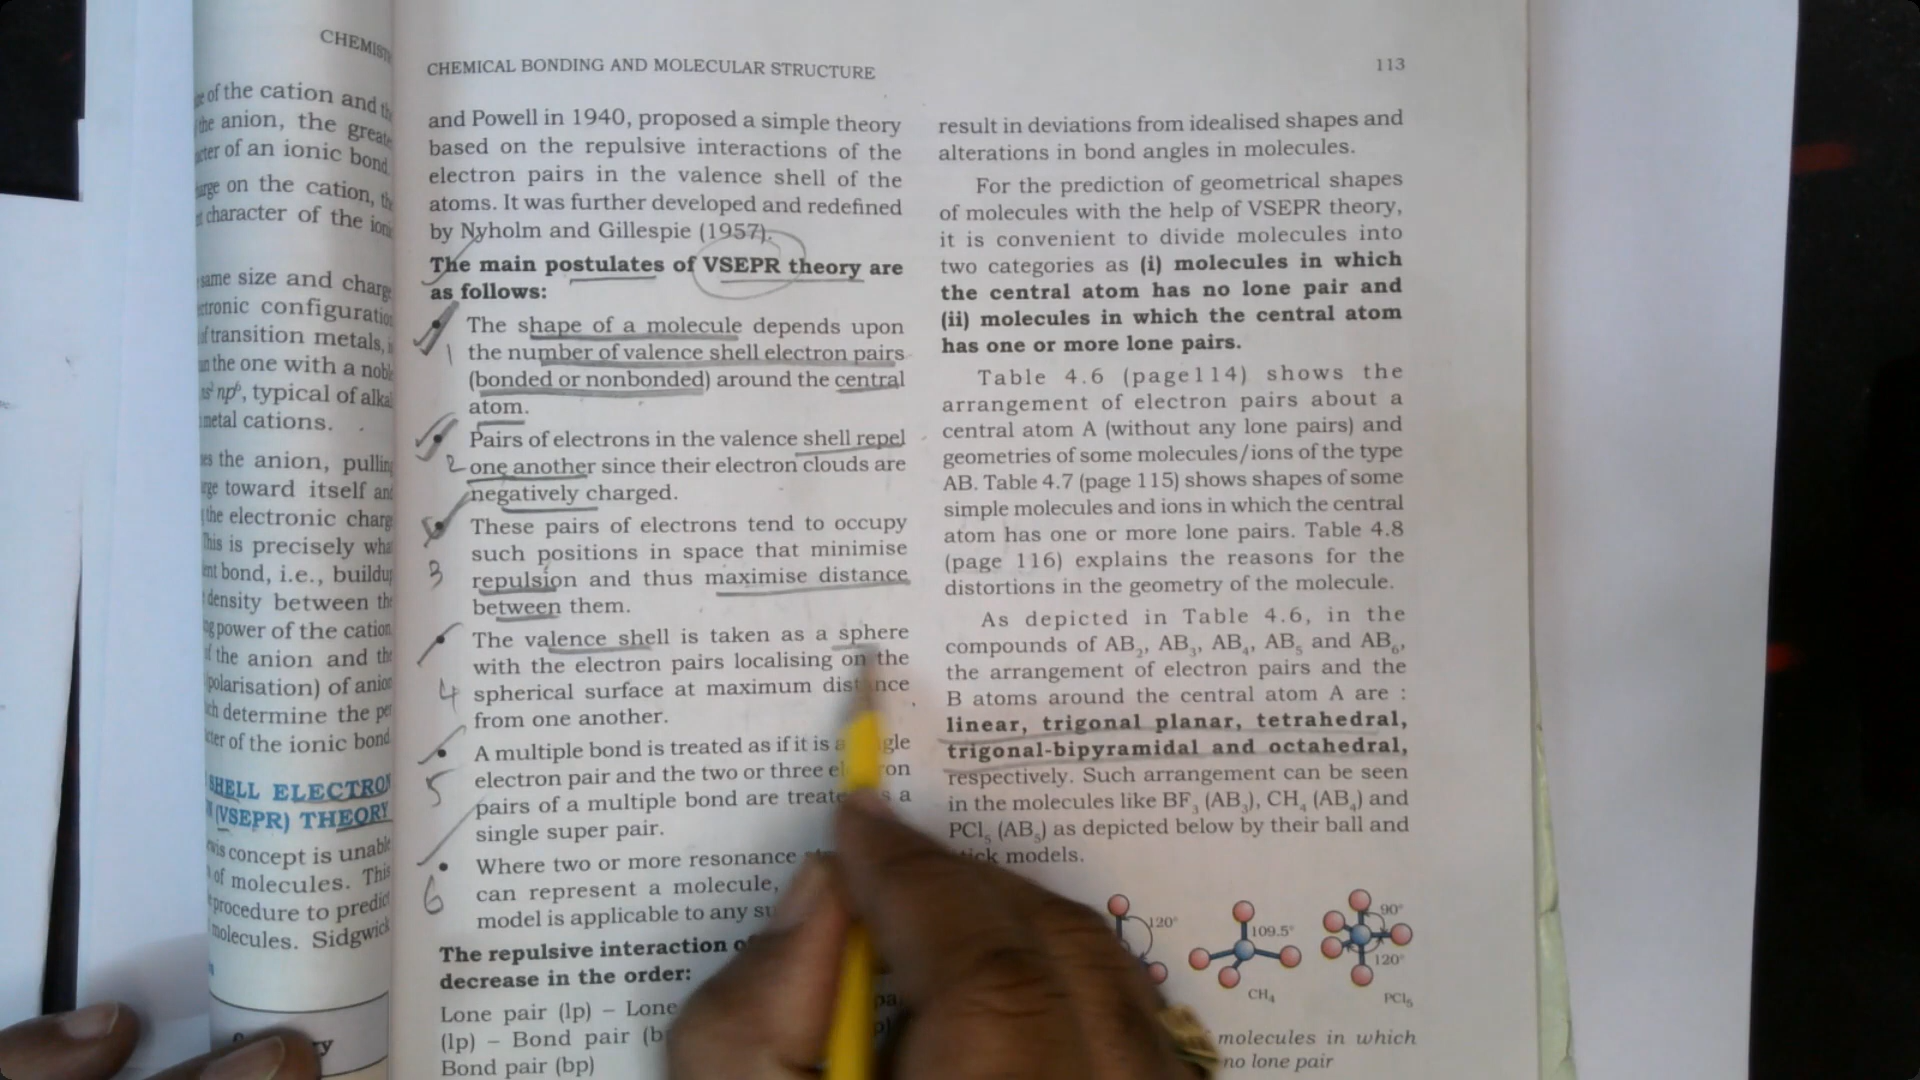 CHEMIST
of the cation and the
the anion, the
of an ionic bond.
on the cation, the
character of the
same size and
configuration
transition metals,
the one with a
np⁶, typical of
metal cations.
the anion, pulling
toward itself and
the electronic
This is precisely
bond, i.e., buildup
density between the
power of the cation
the anion and the
polarisation) of anion
determine the
of the ionic bond.
SHELL ELECTRON
(VSEPR) THEORY
concept is unable
of molecules. This
procedure to predict
molecules. Sidgwick
CHEMICAL BONDING AND MOLECULAR STRUCTURE
113
and Powell in 1940, proposed a simple theory
based on the repulsive interactions of the
electron pairs in the valence shell of the
atoms. It was further developed and redefined
by Nyholm and Gillespie (1957).
The main postulates of VSEPR theory are
as follows:
• The shape of a molecule depends upon
1 the number of valence shell electron pairs
(bonded or nonbonded) around the central
atom.
• Pairs of electrons in the valence shell repel
2 one another since their electron clouds are
negatively charged.
• These pairs of electrons tend to occupy
such positions in space that minimise
3 repulsion and thus maximise distance
between them.
• The valence shell is taken as a sphere
with the electron pairs localising on the
4 spherical surface at maximum distance
from one another.
• A multiple bond is treated as if it is a
5 electron pair and the two or three
pairs of a multiple bond are treated a
single super pair.
• Where two or more resonance
6 can represent a molecule,
model is applicable to any
The repulsive interaction
decrease in the order:
Lone pair (lp) – Lone
(lp) – Bond pair
Bond pair (bp)
result in deviations from idealised shapes and
alterations in bond angles in molecules.
For the prediction of geometrical shapes
of molecules with the help of VSEPR theory,
it is convenient to divide molecules into
two categories as (i) molecules in which
the central atom has no lone pair and
(ii) molecules in which the central atom
has one or more lone pairs.
Table 4.6 (page114) shows the
arrangement of electron pairs about a
central atom A (without any lone pairs) and
geometries of some molecules/ions of the type
AB. Table 4.7 (page 115) shows shapes of some
simple molecules and ions in which the central
atom has one or more lone pairs. Table 4.8
(page 116) explains the reasons for the
distortions in the geometry of the molecule.
As depicted in Table 4.6, in the
compounds of AB₂, AB₃, AB₄, AB₅ and AB₆,
the arrangement of electron pairs and the
B atoms around the central atom A are :
linear, trigonal planar, tetrahedral,
trigonal-bipyramidal and octahedral,
respectively. Such arrangement can be seen
in the molecules like BF₃ (AB₃), CH₄ (AB₄) and
PCl₅ (AB₅) as depicted below by their ball and
models.
120° 109.5° 90°
120°
CH₄ PCl₅
molecules in which
no lone pair